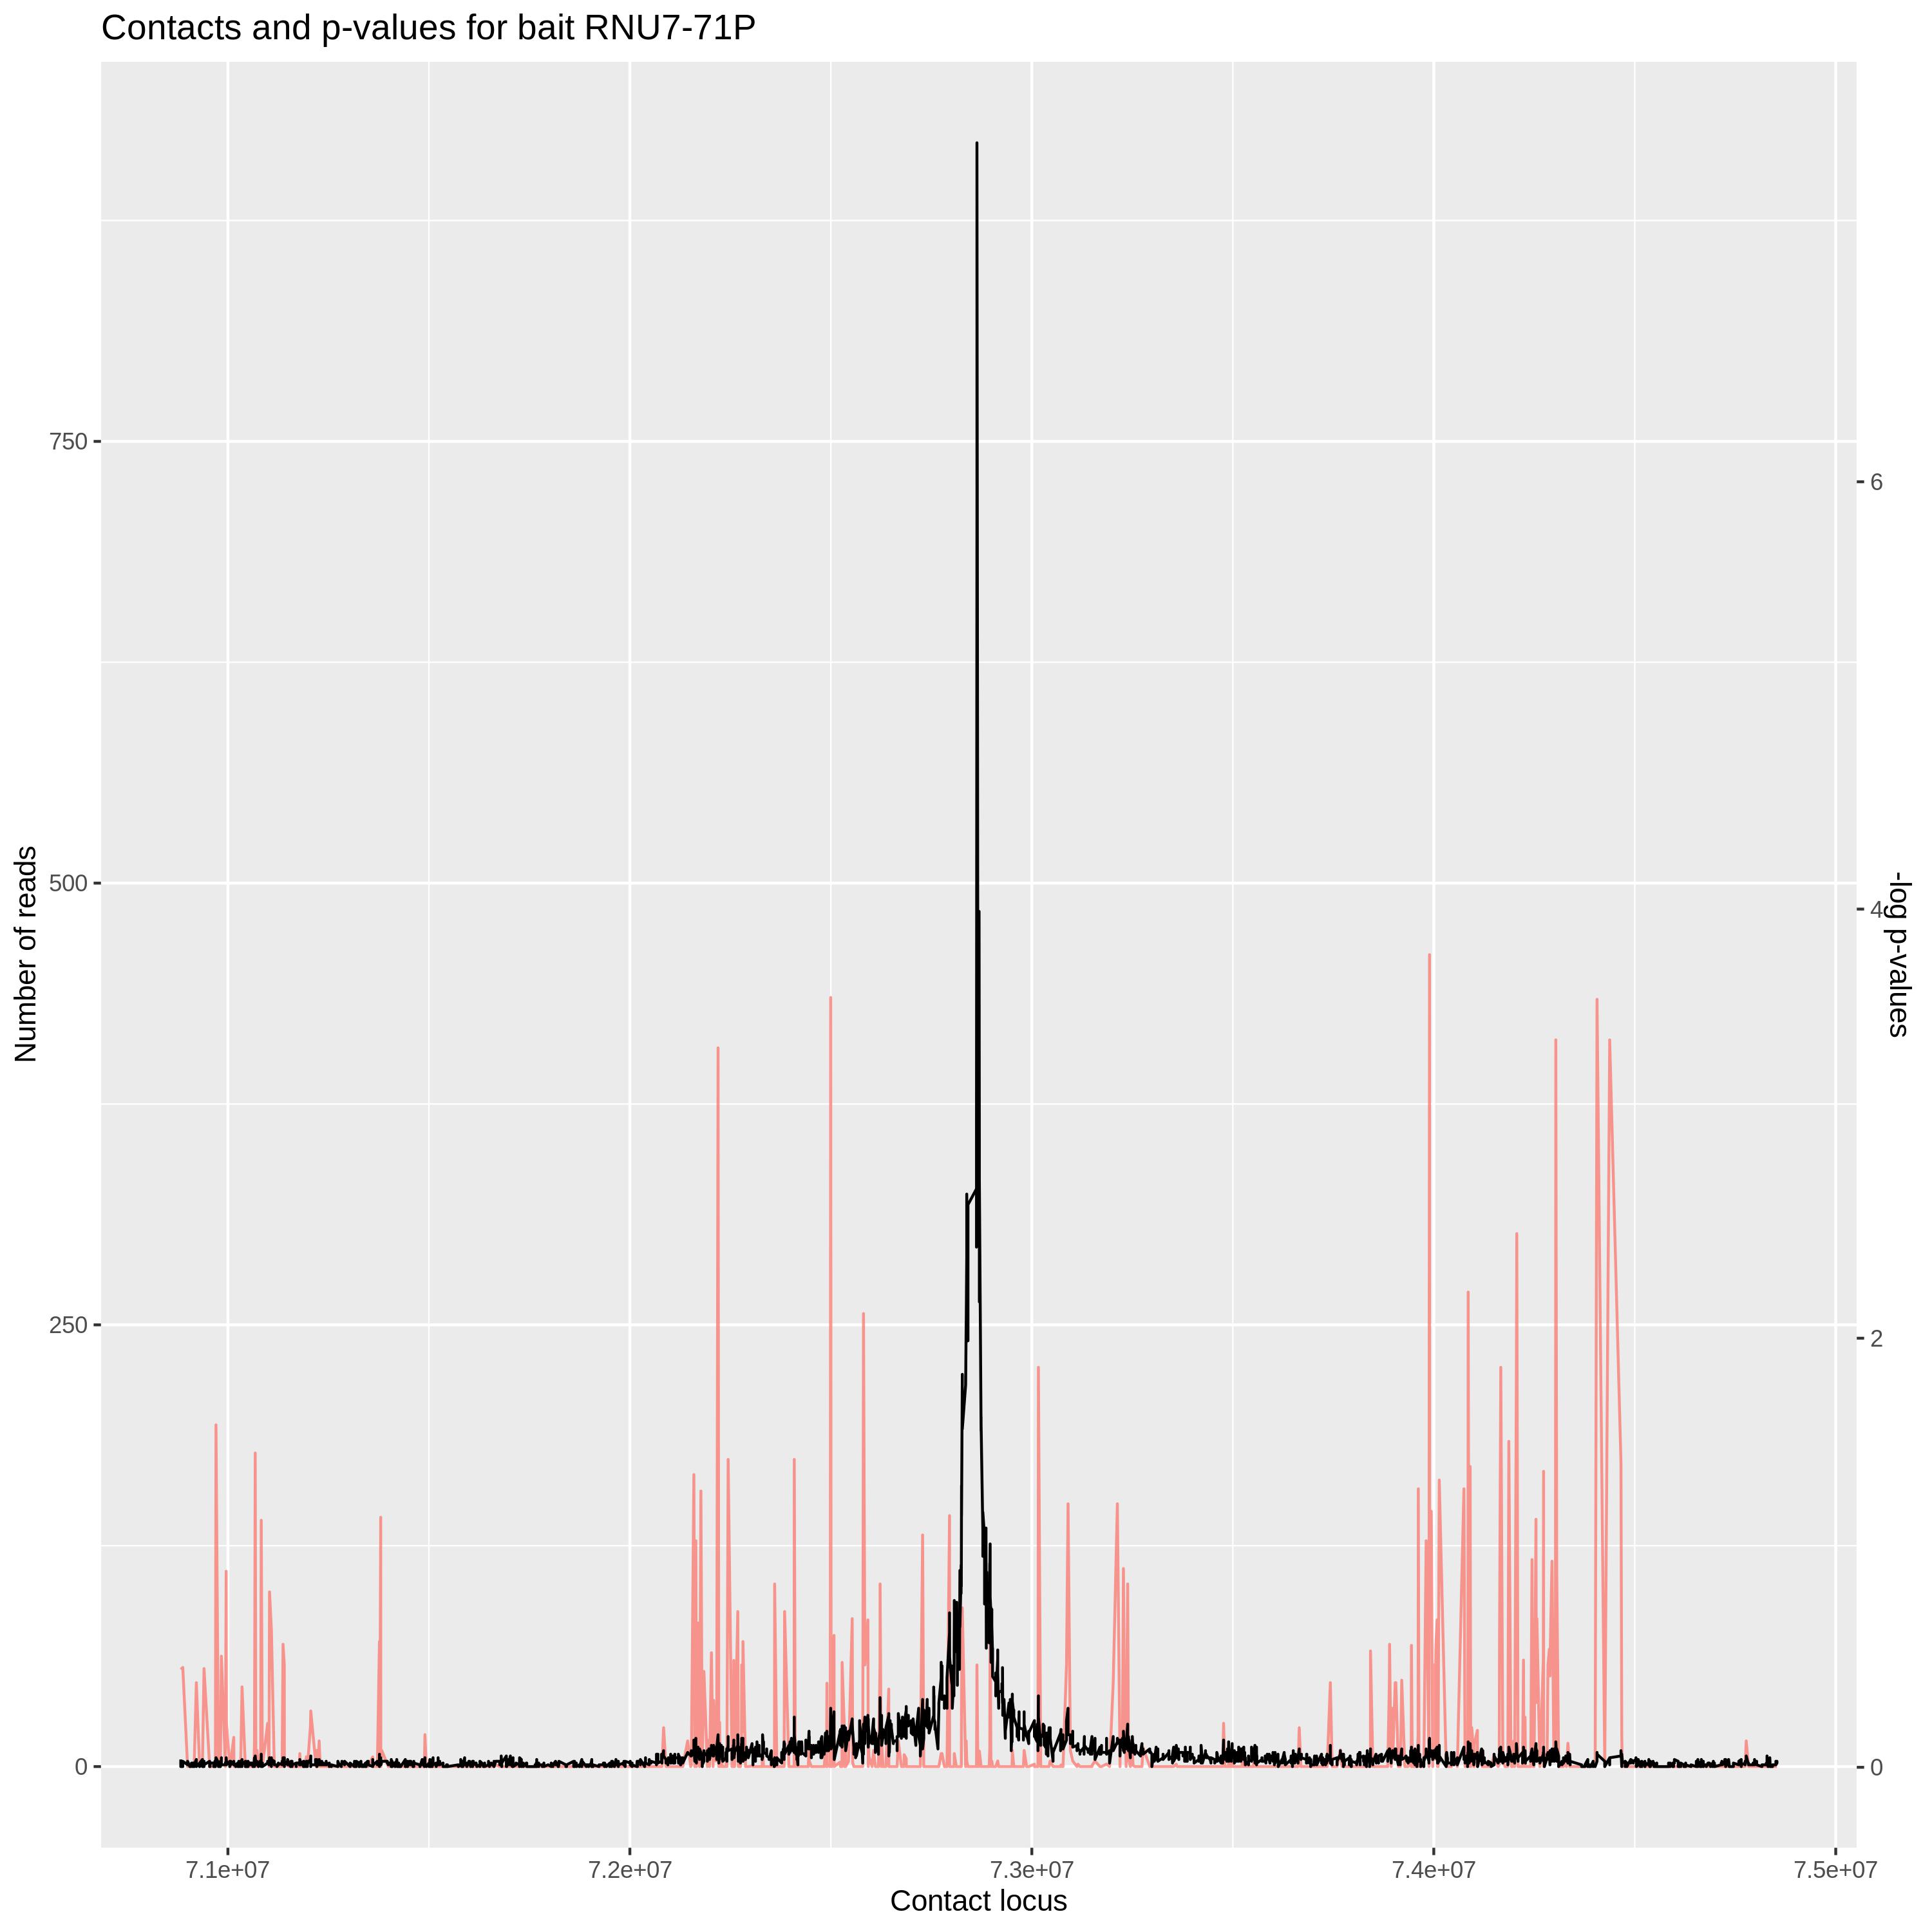 Contacts and p-values for bait RNU7-71P
750
500
250
0
Number of reads
6
4
2
0
-log p-values
7.1e+07 7.2e+07 7.3e+07 7.4e+07 7.5e+07
Contact locus